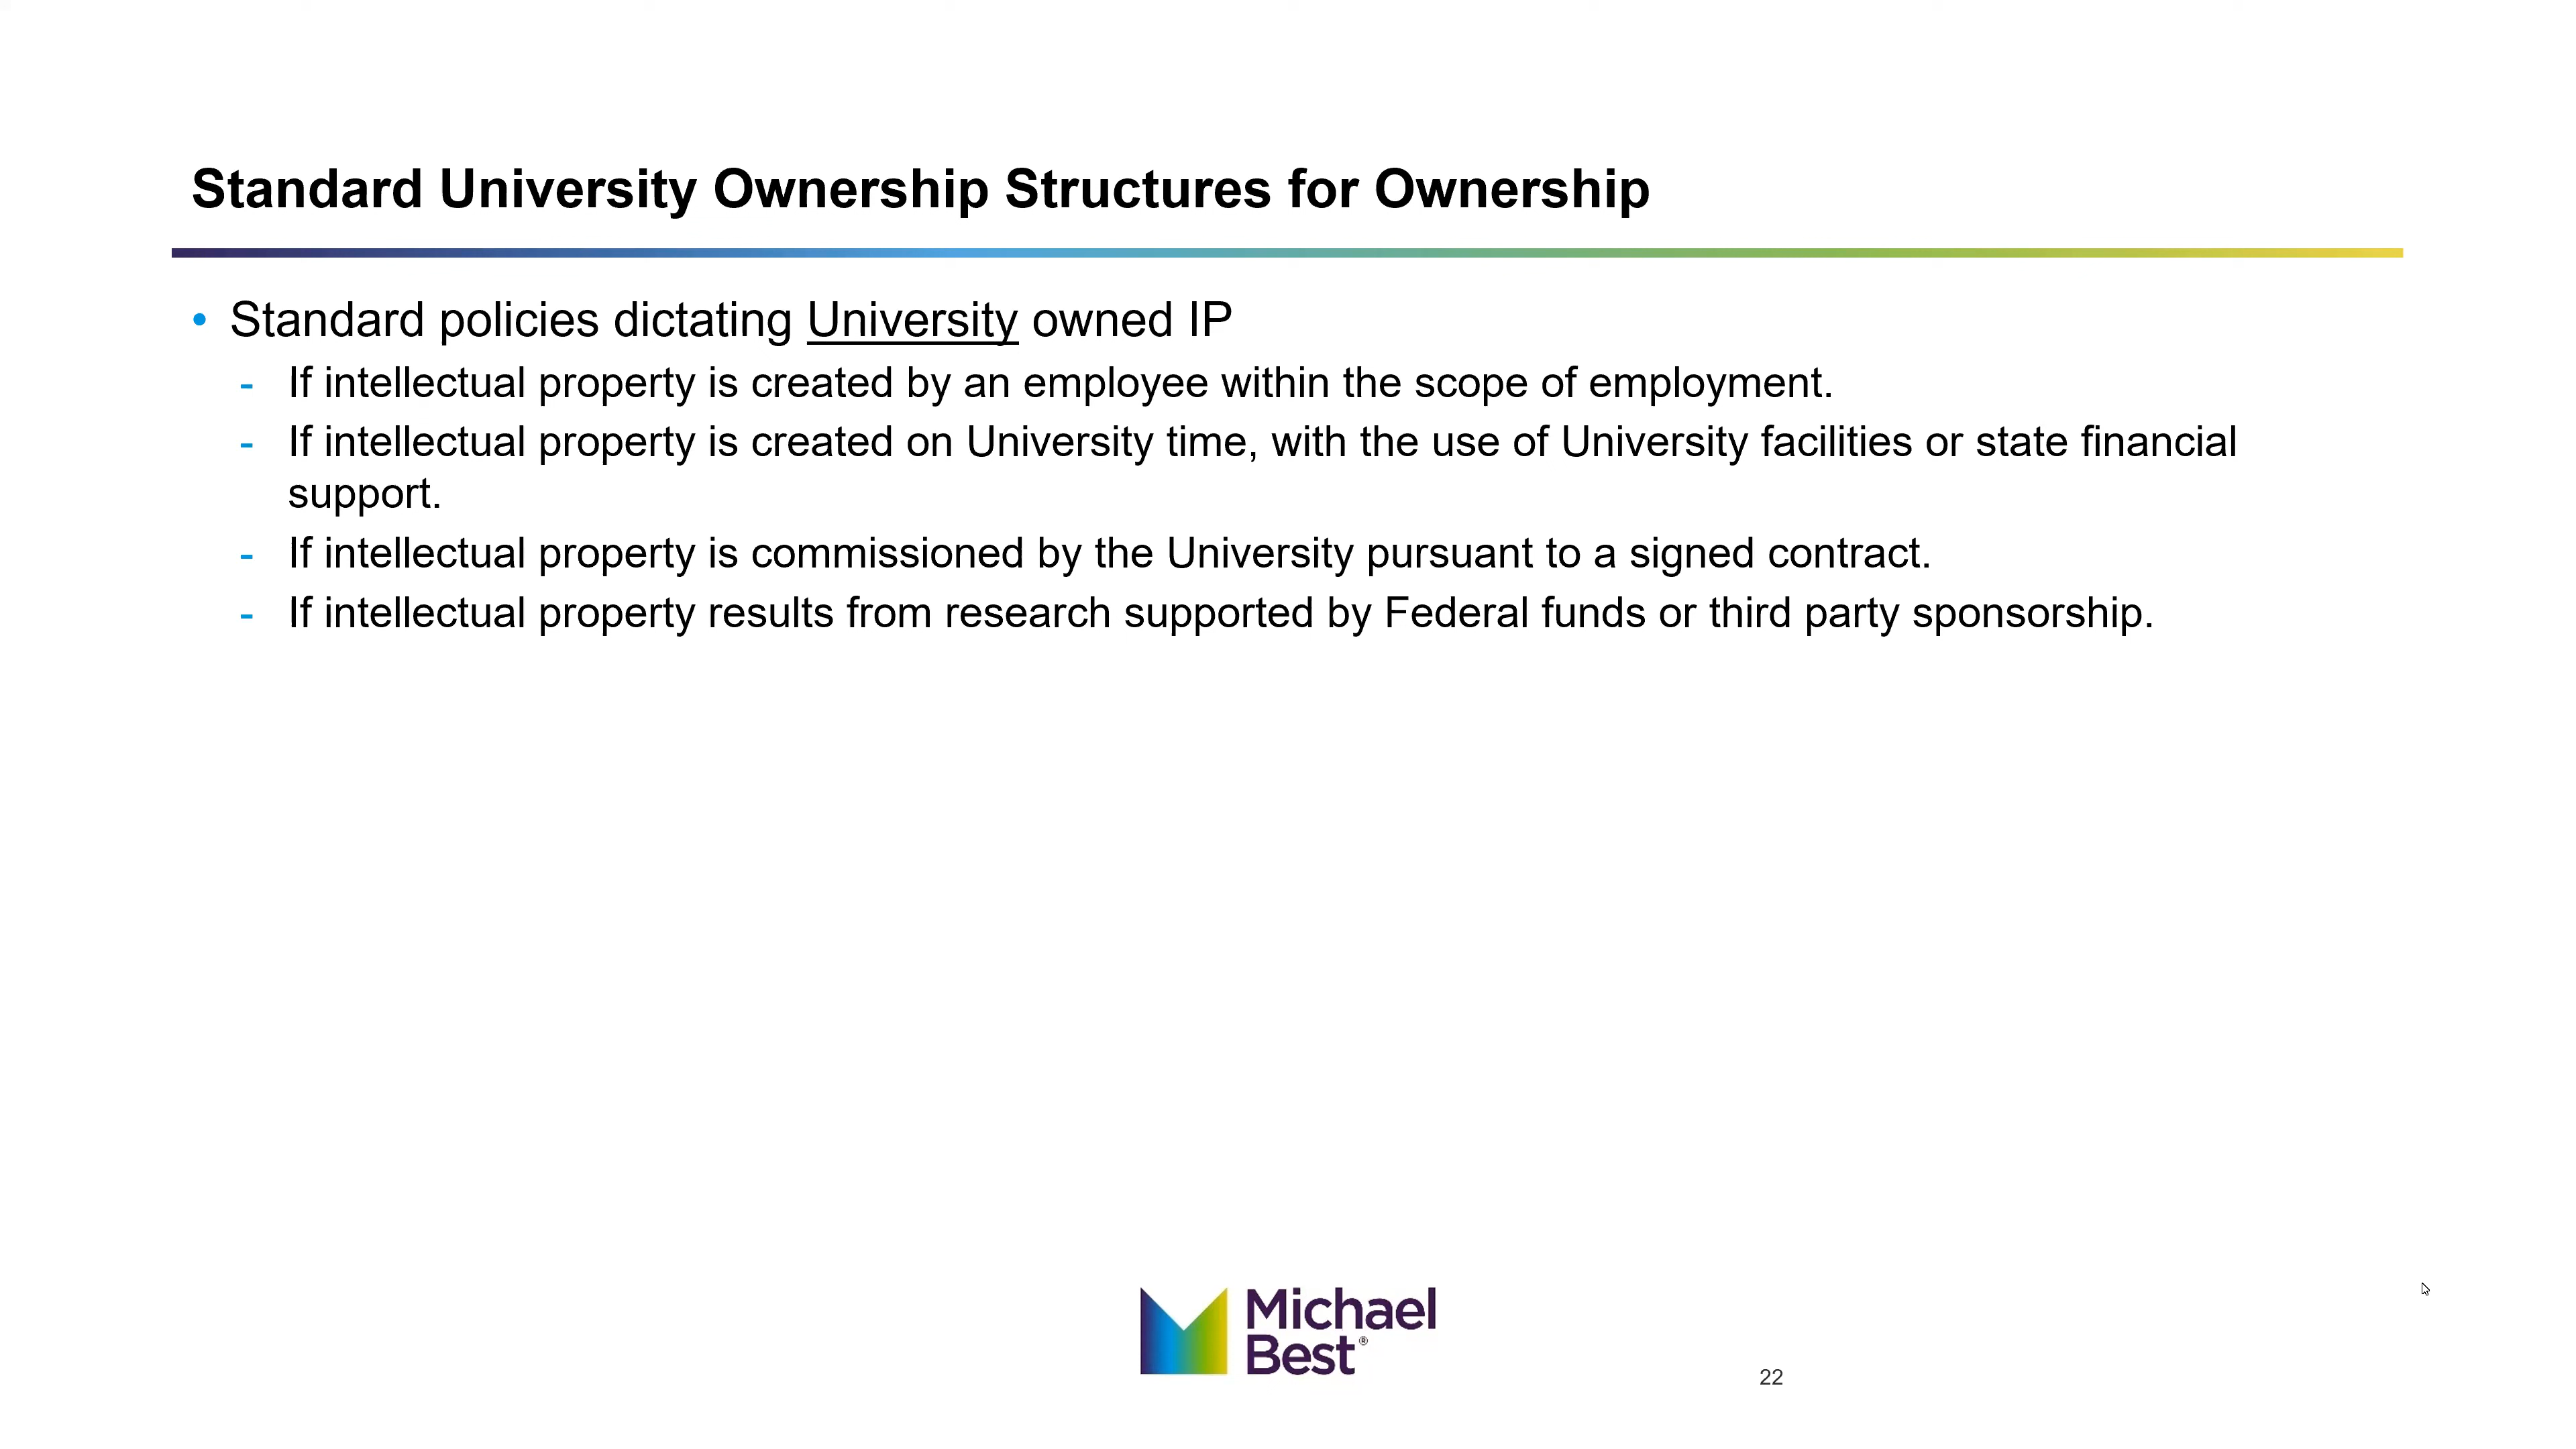 Standard University Ownership Structures for Ownership
• Standard policies dictating University owned IP
- If intellectual property is created by an employee within the scope of employment.
- If intellectual property is created on University time, with the use of University facilities or state financial
support.
- If intellectual property is commissioned by the University pursuant to a signed contract.
- If intellectual property results from research supported by Federal funds or third party sponsorship.
Michael
Best®
22